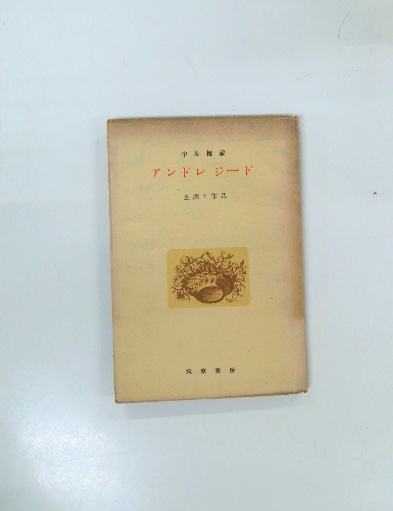 中島健蔵
アンドレ ジード
生涯と作品
筑摩書房